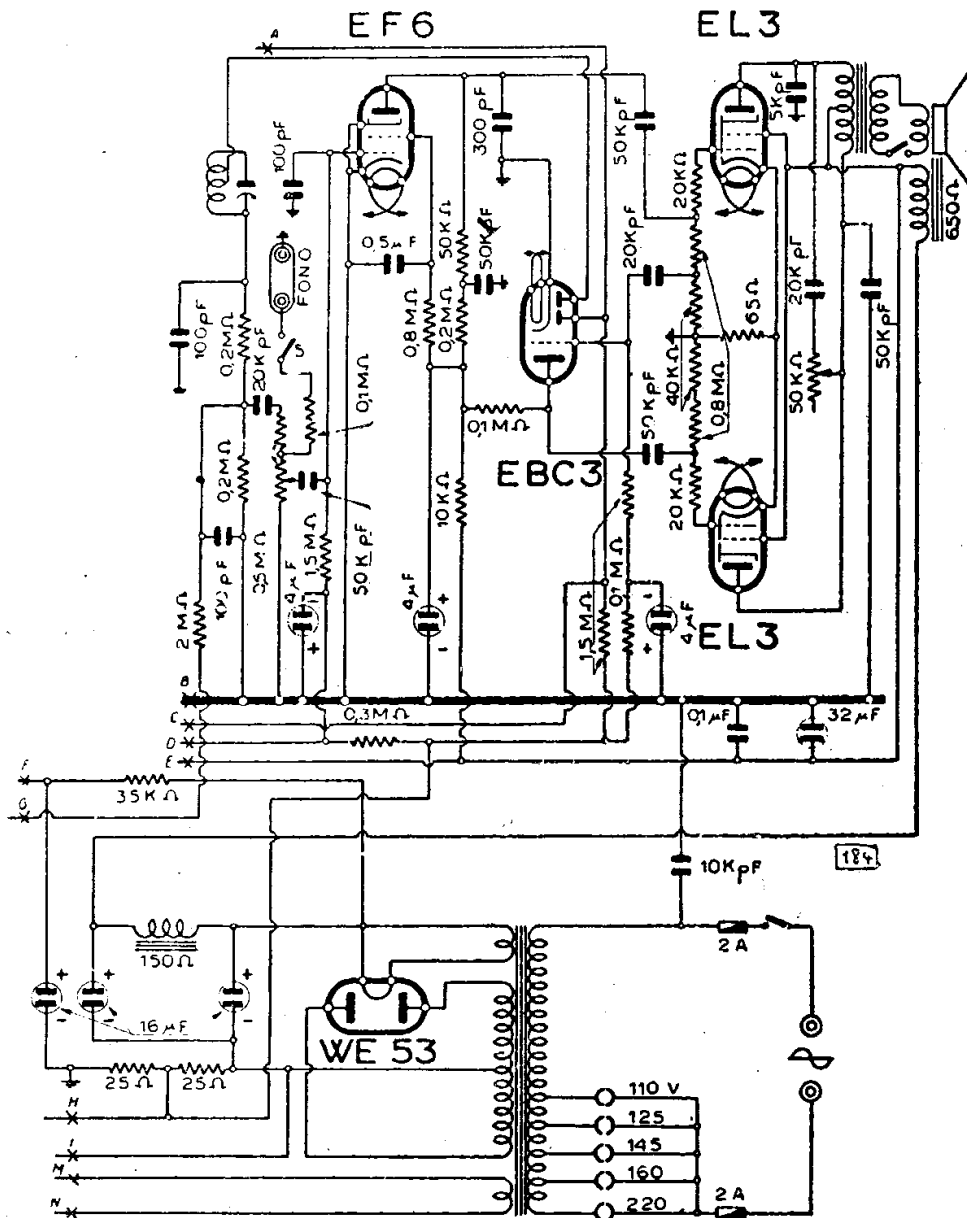 EF6
EL3
A
100pF
300pF
50KpF
5KpF
20KΩ
650Ω
FONO
S
0,5µF
50KΩ
50KpF
20KpF
65Ω
20KpF
50KpF
100pF
0,2MΩ
20KpF
0,1MΩ
0,8MΩ
0,2MΩ
0,1MΩ
EBC3
50KpF
40KΩ
0,8MΩ
50KΩ
20KΩ
0,2MΩ
10KΩ
100pF
0,5MΩ
4µF
1,5MΩ
50KpF
4µF
2MΩ
1,5MΩ
0,1MΩ
4µF
EL3
B
C
D
E
0,3MΩ
0,1µF
32µF
F
G
35KΩ
10KpF
184
150Ω
2A
16µF
WE 53
25Ω
25Ω
H
I
M
N
110 V
125
145
160
220
2A